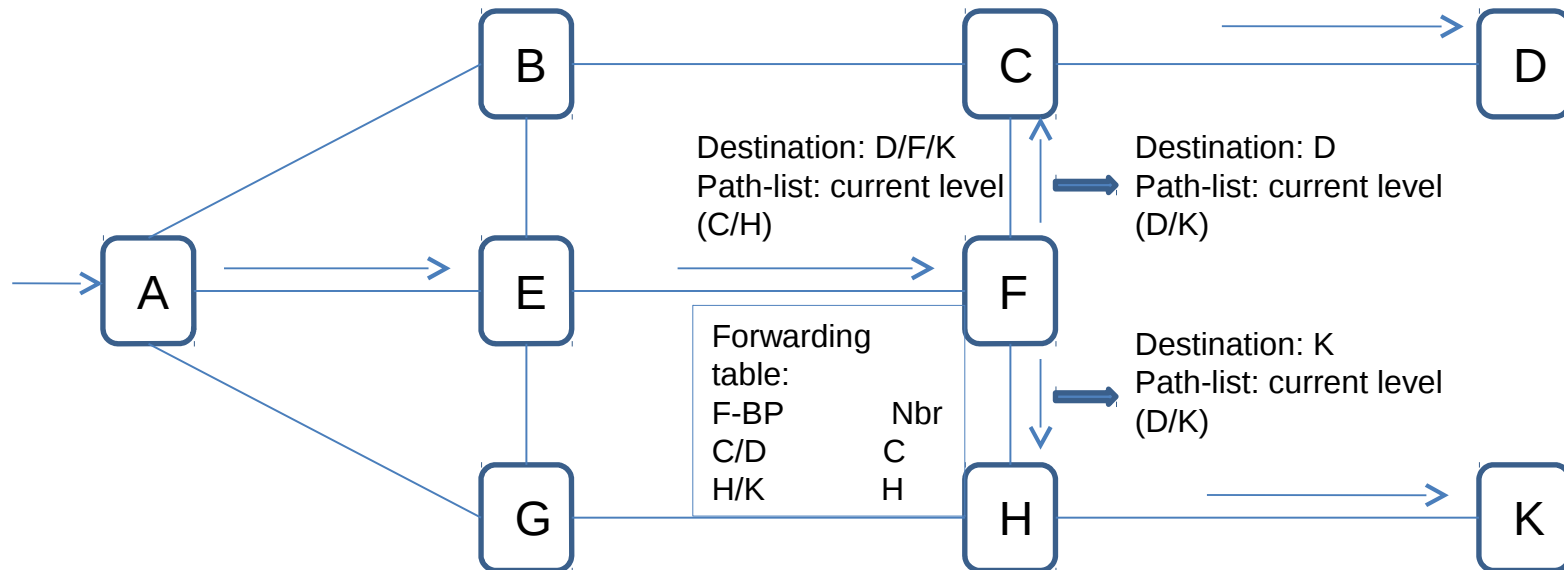 B
C
D
Destination: D/F/K
Path-list: current level
(C/H)
Destination: D
Path-list: current level
(D/K)
A
E
F
Forwarding
table:
F-BP Nbr
C/D C
H/K H
Destination: K
Path-list: current level
(D/K)
G
H
K